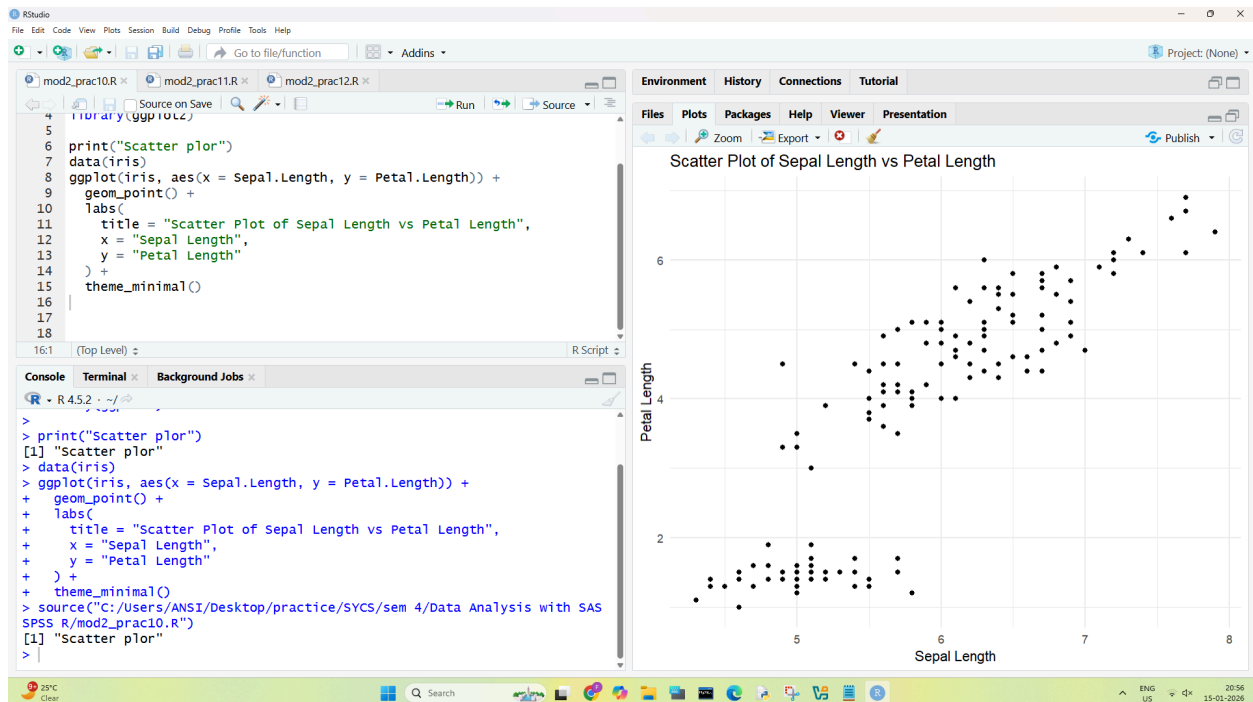 RStudio
File Edit Code View Plots Session Build Debug Profile Tools Help
Go to file/function
Addins
Project: (None)
mod2_prac10.R
mod2_prac11.R
mod2_prac12.R
Source on Save
Run
Source
4 library(ggplot2)
5
6 print("Scatter plor")
7 data(iris)
8 ggplot(iris, aes(x = Sepal.Length, y = Petal.Length)) +
9 geom_point() +
10 labs(
11 title = "Scatter Plot of Sepal Length vs Petal Length",
12 x = "Sepal Length",
13 y = "Petal Length"
14 ) +
15 theme_minimal()
16
17
18
16:1 (Top Level) R Script
Console Terminal Background Jobs
R 4.5.2 · ~/
>
> print("Scatter plor")
[1] "Scatter plor"
> data(iris)
> ggplot(iris, aes(x = Sepal.Length, y = Petal.Length)) +
+ geom_point() +
+ labs(
+ title = "Scatter Plot of Sepal Length vs Petal Length",
+ x = "Sepal Length",
+ y = "Petal Length"
+ ) +
+ theme_minimal()
> source("C:/Users/ANSI/Desktop/practice/SYCS/sem 4/Data Analysis with SAS
SPSS R/mod2_prac10.R")
[1] "Scatter plor"
>
Environment History Connections Tutorial
Files Plots Packages Help Viewer Presentation
Zoom Export Publish
Scatter Plot of Sepal Length vs Petal Length
6
4
2
Petal Length
5 6 7 8
Sepal Length
9+
25°C
Clear
Search
ENG
US
20:56
15-01-2026